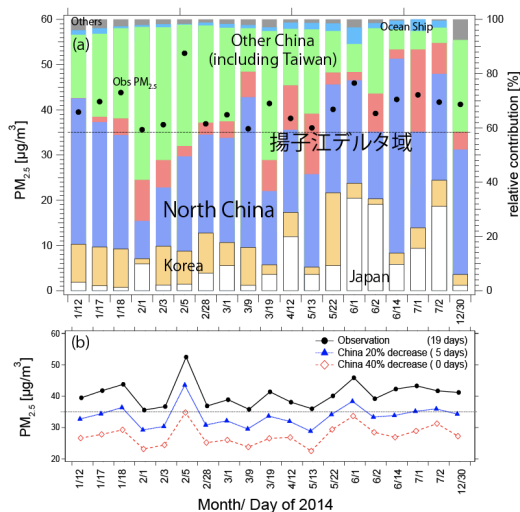 60
50
40
30
20
10
0
PM2.5 [μg/m³]
100
80
60
40
20
0
relative contribution [%]
Others
(a)
Ocean Ship
Other China
(including Taiwan)
Obs PM2.5
揚子江デルタ域
North China
Korea
Japan
1/12 1/17 1/18 2/1 2/3 2/5 2/28 3/1 3/9 3/19 4/12 5/13 5/22 6/1 6/2 6/14 7/1 7/2 12/30
(b)
Observation (19 days)
China 20% decrease ( 5 days)
China 40% decrease ( 0 days)
60
50
40
30
20
PM2.5 [μg/m³]
1/12 1/17 1/18 2/1 2/3 2/5 2/28 3/1 3/9 3/19 4/12 5/13 5/22 6/1 6/2 6/14 7/1 7/2 12/30
Month/ Day of 2014